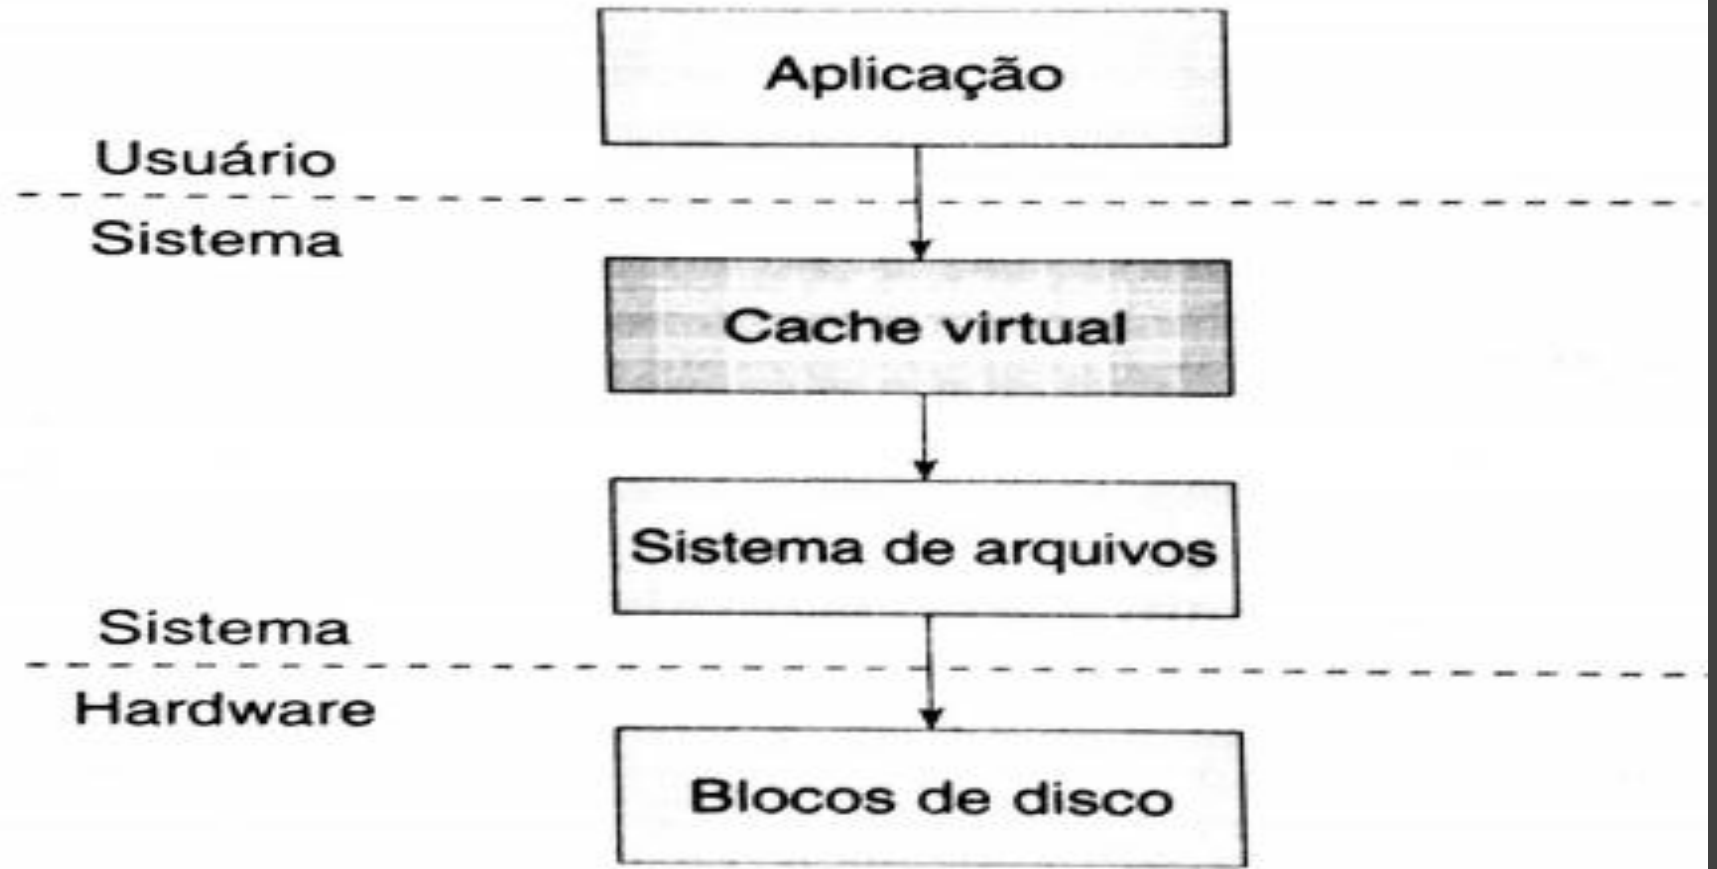 Aplicação
Usuário
Sistema
Cache virtual
Sistema de arquivos
Sistema
Hardware
Blocos de disco